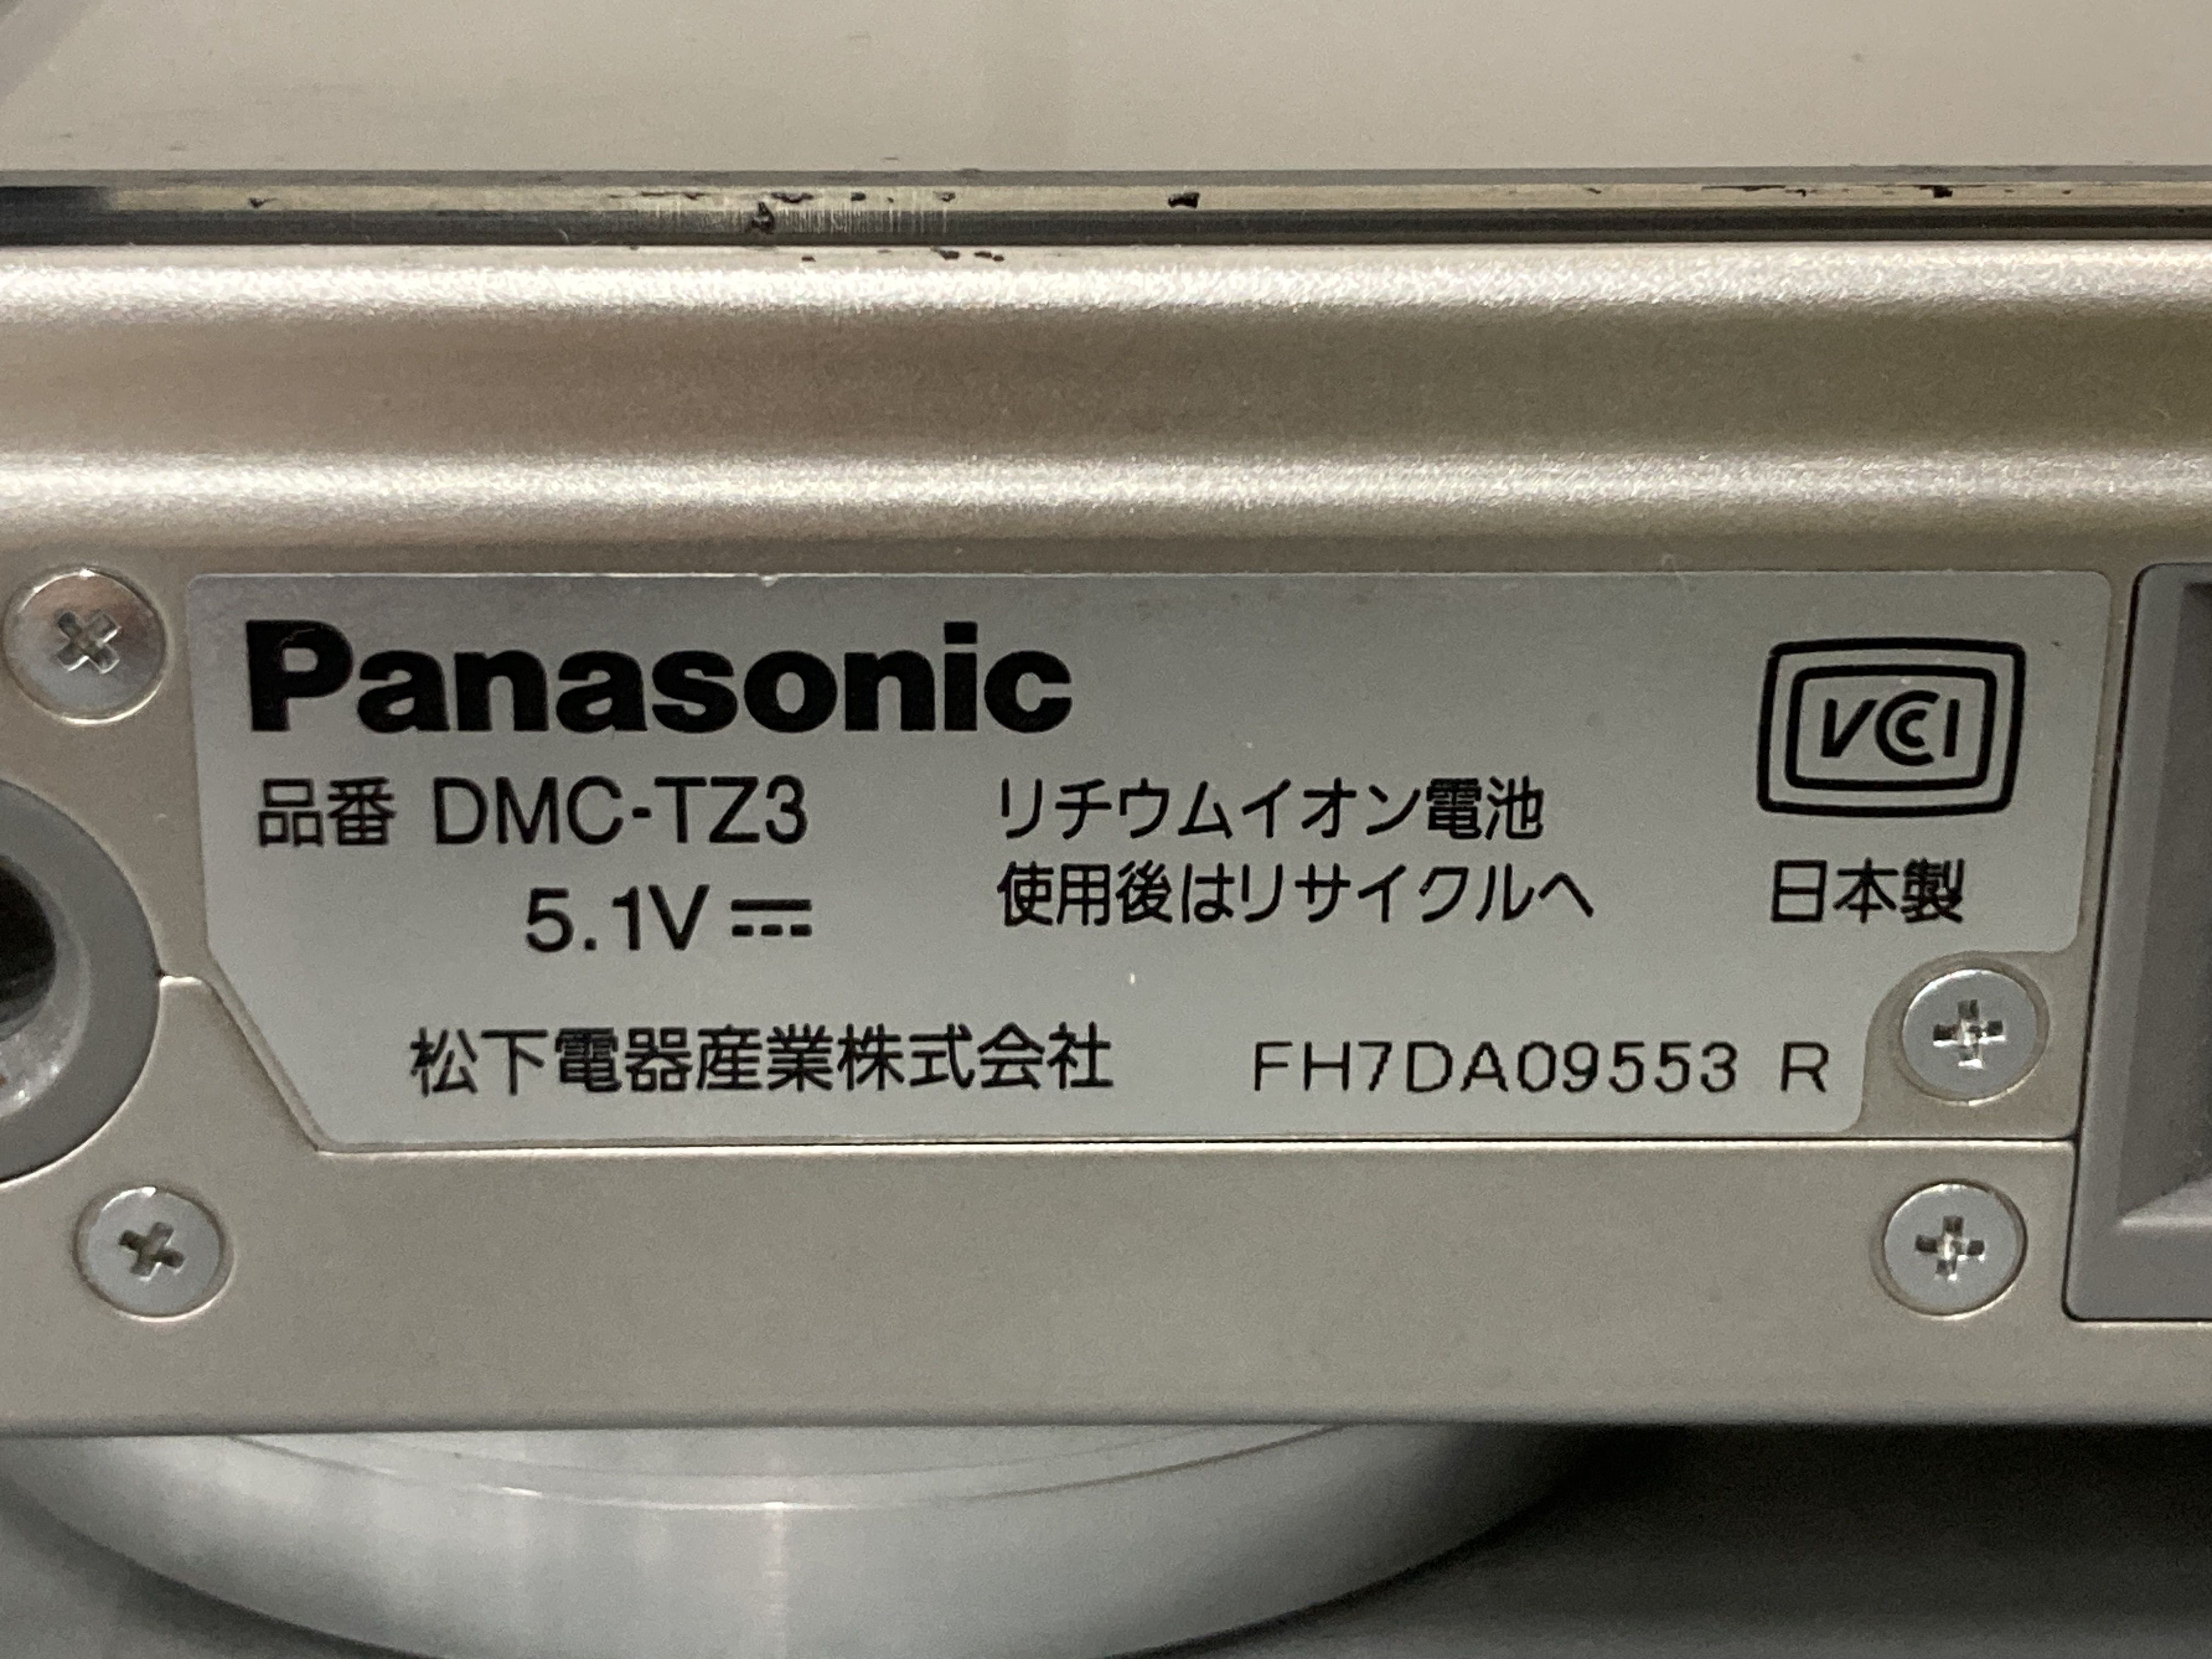 Panasonic
VCCI
品番 DMC-TZ3
5.1V
リチウムイオン電池
使用後はリサイクルへ
日本製
松下電器産業株式会社
FH7DA09553 R